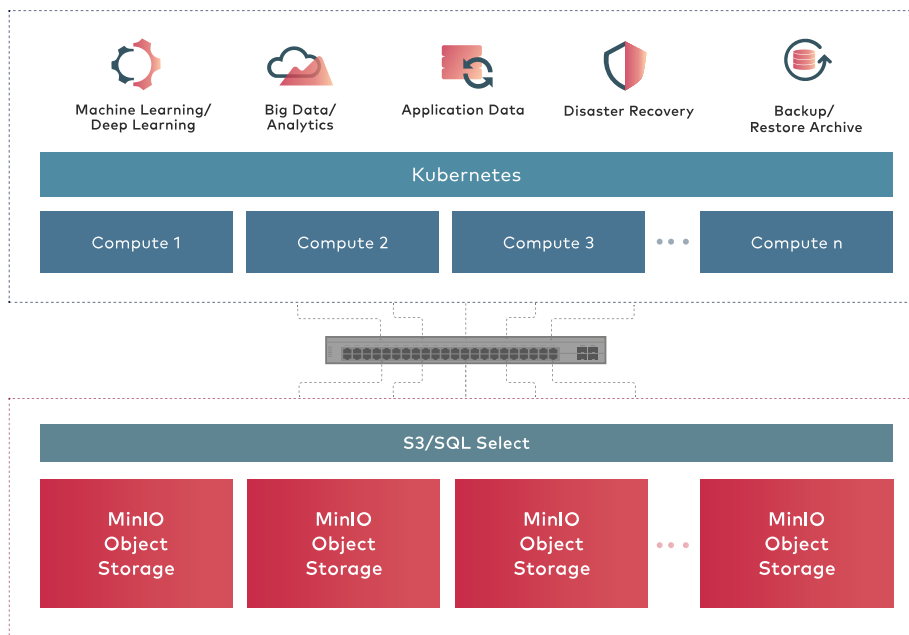 Machine Learning/
Deep Learning
Big Data/
Analytics
Application Data
Disaster Recovery
Backup/
Restore Archive
Kubernetes
Compute 1
Compute 2
Compute 3
Compute n
S3/SQL Select
MinIO
Object
Storage
MinIO
Object
Storage
MinIO
Object
Storage
MinIO
Object
Storage